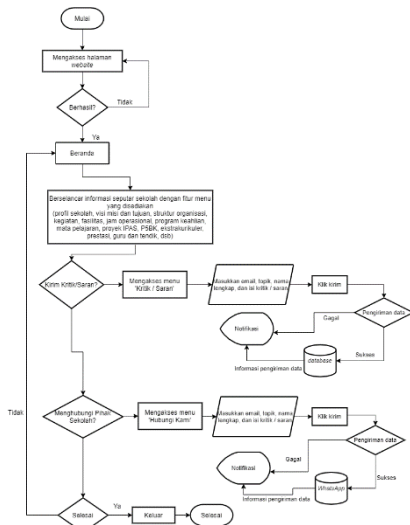 Mulai
Mengakses halaman
website
Berhasil?
Tidak
Ya
Beranda
Berselancar informasi seputar sekolah dengan fitur menu
yang disediakan
(profil sekolah, visi misi dan tujuan, struktur organisasi,
kegiatan, fasilitas, jam operasional, program keahlian,
mata pelajaran, proyek IPAS, P5BK, ekstrakurikuler,
prestasi, guru dan tendik, dsb)
Kirim Kritik/Saran?
Mengakses menu
'Kritik / Saran'
Masukkan email, topik, nama
lengkap, dan isi kritik / saran
Klik kirim
Pengiriman data
Gagal
Notifikasi
Sukses
database
Informasi pengiriman data
Tidak
Menghubungi Pihak
Sekolah?
Mengakses menu
'Hubungi Kami'
Masukkan email, topik, nama
lengkap, dan isi kritik / saran
Klik kirim
Pengiriman data
Gagal
Notifikasi
Sukses
WhatsApp
Informasi pengiriman data
Selesai
Ya
Keluar
Selesai